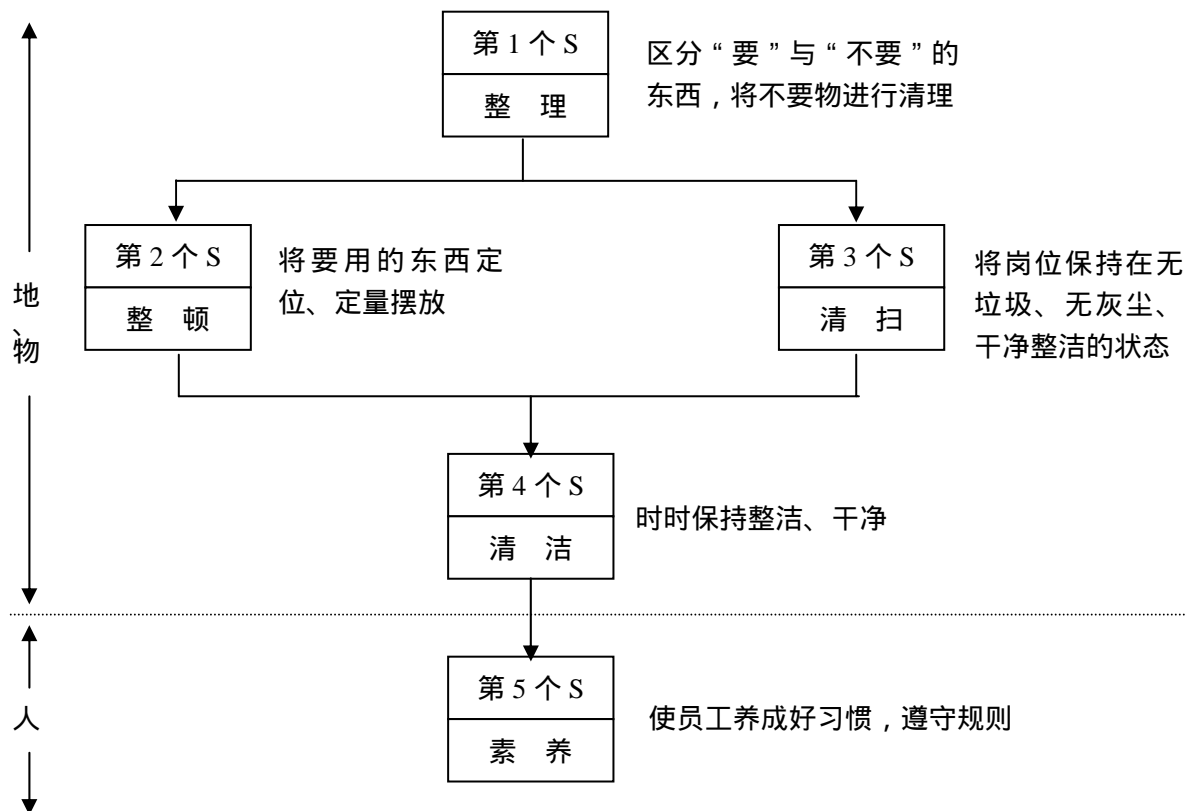 第 1 个 S
整 理
区分“要”与“不要”的
东西，将不要物进行清理
第 2 个 S
整 顿
将要用的东西定
位、定量摆放
第 3 个 S
清 扫
将岗位保持在无
垃圾、无灰尘、
干净整洁的状态
地、物
第 4 个 S
清 洁
时时保持整洁、干净
人
第 5 个 S
素 养
使员工养成好习惯，遵守规则